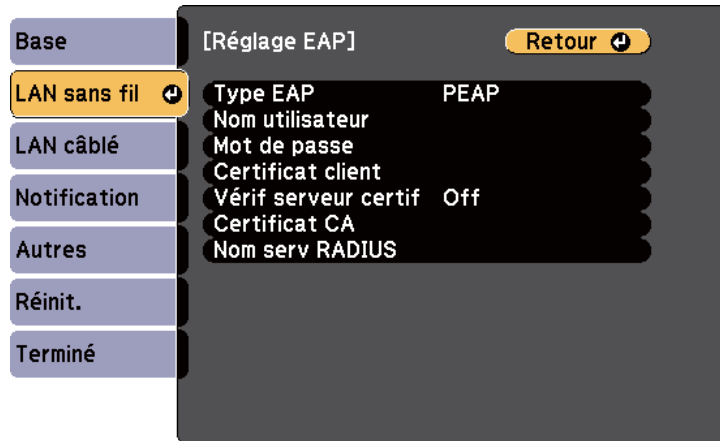 Base
LAN sans fil
LAN câblé
Notification
Autres
Réinit.
Terminé
[Réglage EAP] Retour
Type EAP PEAP
Nom utilisateur
Mot de passe
Certificat client
Vérif serveur certif Off
Certificat CA
Nom serv RADIUS